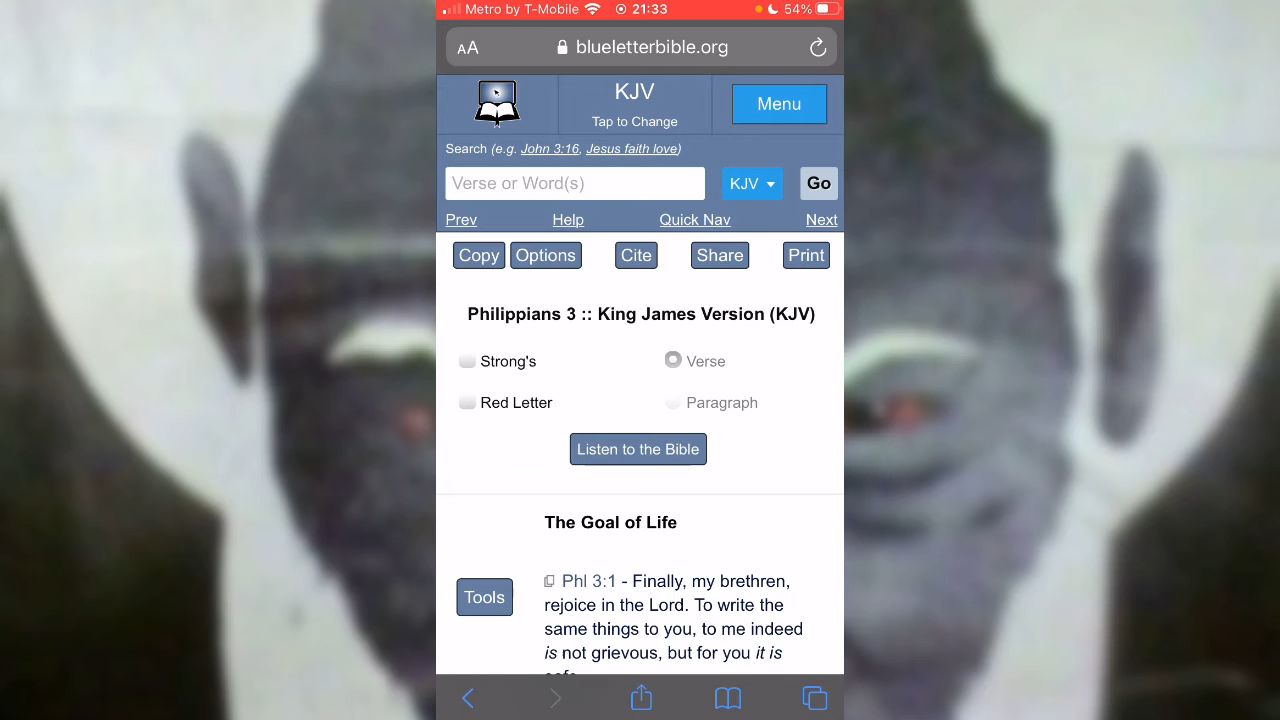 Metro by T-Mobile 21:33 54%
AA blueletterbible.org
KJV
Tap to Change
Menu
Search (e.g. John 3:16, Jesus faith love)
Verse or Word(s) KJV Go
Prev Help Quick Nav Next
Copy Options Cite Share Print
Philippians 3 :: King James Version (KJV)
Strong's Verse
Red Letter Paragraph
Listen to the Bible
The Goal of Life
Phl 3:1 - Finally, my brethren,
Tools
rejoice in the Lord. To write the
same things to you, to me indeed
is not grievous, but for you it is